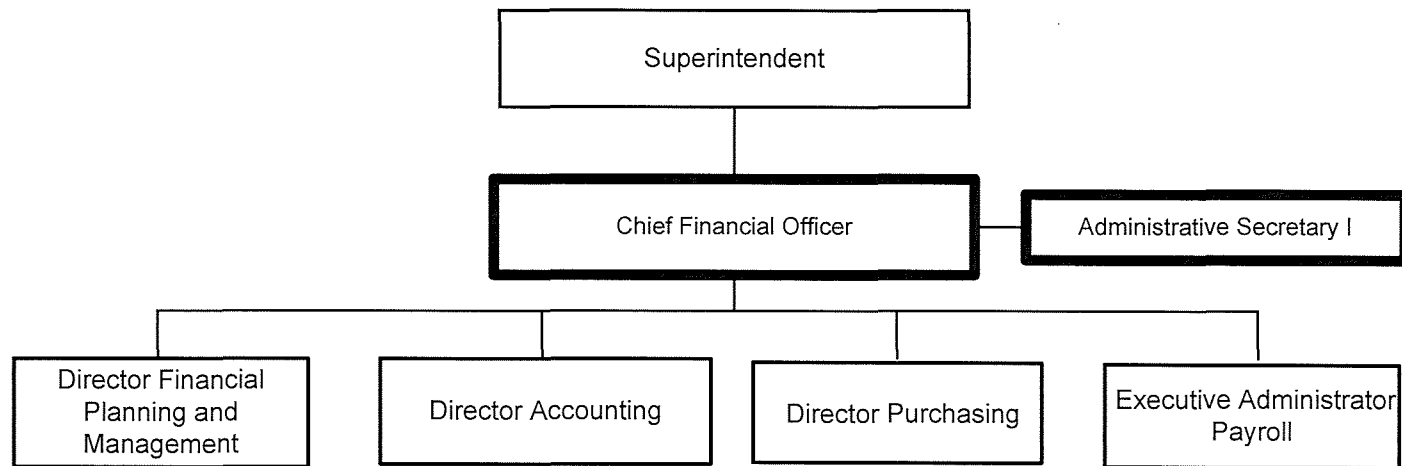 Superintendent
Chief Financial Officer
Administrative Secretary I
Director Financial
Planning and
Management
Director Accounting
Director Purchasing
Executive Administrator
Payroll